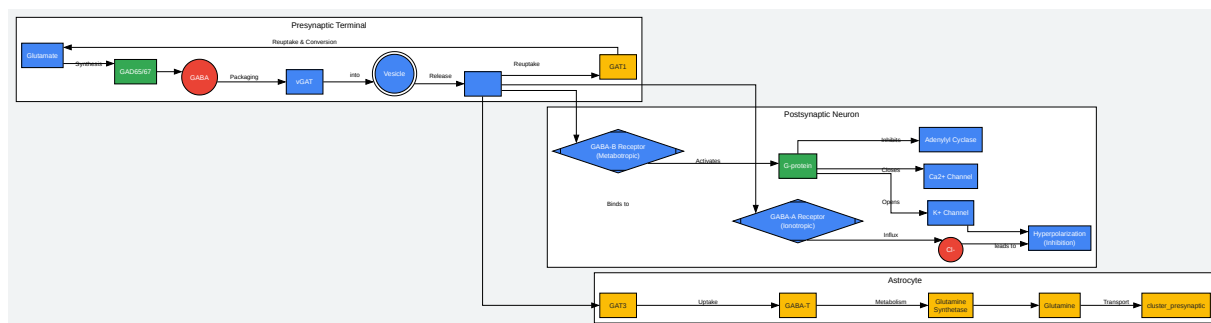 Presynaptic Terminal
Reuptake & Conversion
Glutamate
Synthesis
GAD65/67
GABA
Packaging
vGAT
into
Vesicle
Release
Reuptake
GAT1
Postsynaptic Neuron
GABA-B Receptor
(Metabotropic)
Activates
G-protein
Inhibits
Adenylyl Cyclase
Closes
Ca2+ Channel
Opens
K+ Channel
Binds to
GABA-A Receptor
(Ionotropic)
Influx
Cl-
leads to
Hyperpolarization
(Inhibition)
Astrocyte
GAT3
Uptake
GABA-T
Metabolism
Glutamine
Synthetase
Glutamine
Transport
cluster_presynaptic